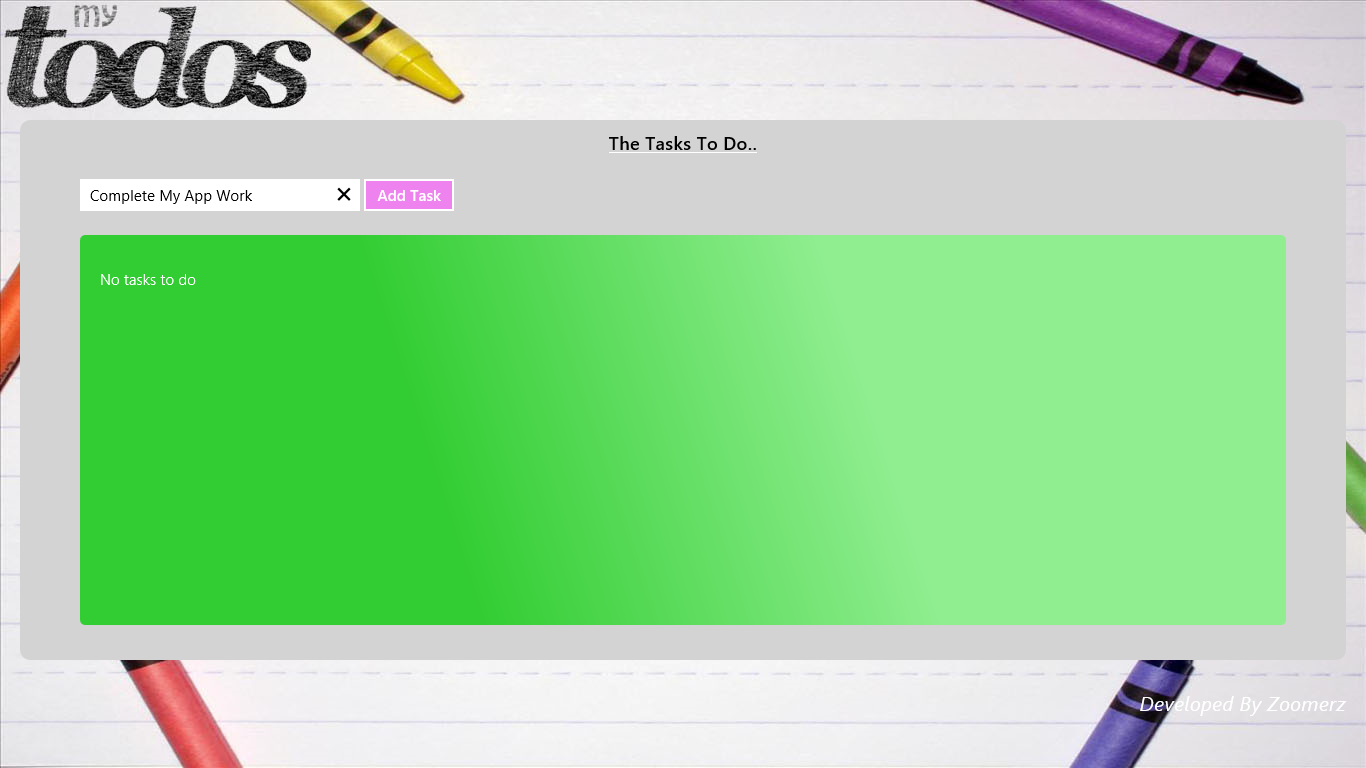 my
todos
The Tasks To Do..
Complete My App Work
Add Task
No tasks to do
Developed By Zoomerz